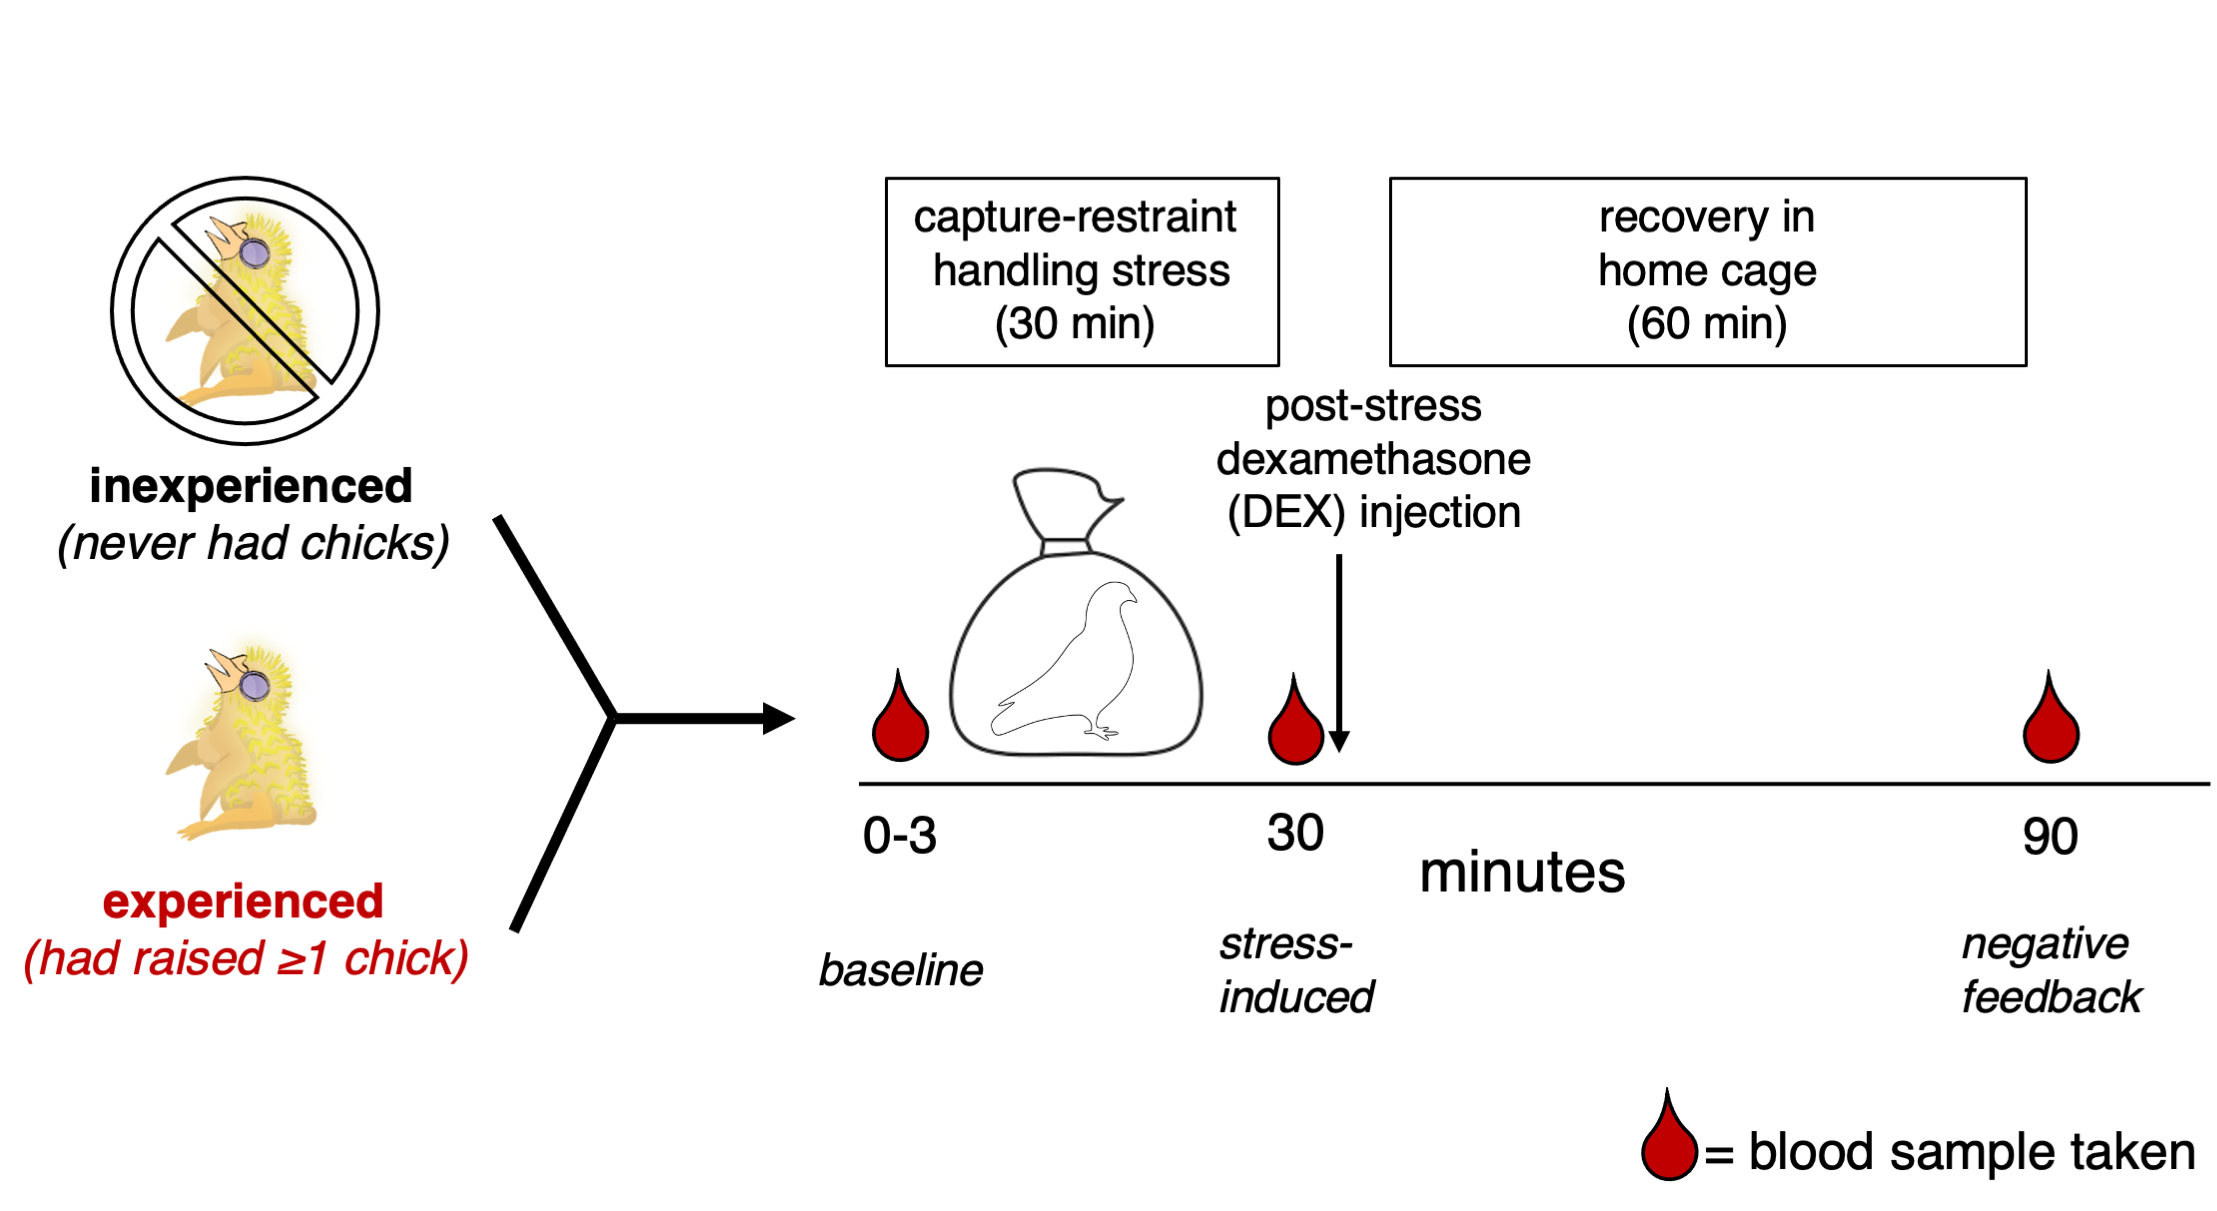 inexperienced
(never had chicks)
experienced
(had raised ≥1 chick)
capture-restraint
handling stress
(30 min)
recovery in
home cage
(60 min)
post-stress
dexamethasone
(DEX) injection
0-3
30
90
minutes
baseline
stress-
induced
negative
feedback
= blood sample taken